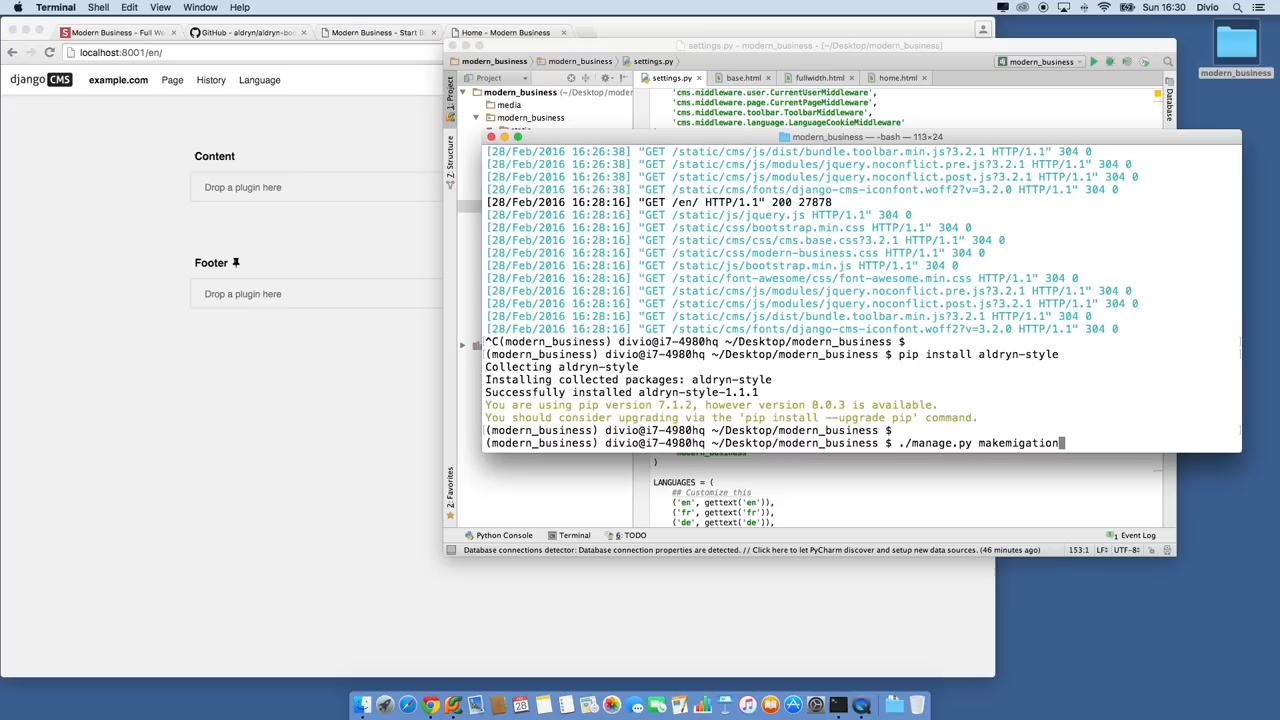 Terminal Shell Edit View Window Help
Sun 16:30 Divio
Modern Business - Full We
GitHub - aldryn/aldryn-boo
Modern Business - Start B
Home - Modern Business
localhost:8001/en/
django CMS example.com Page History Language
Content
Drop a plugin here
Footer
Drop a plugin here
settings.py - modern_business - [~/Desktop/modern_business]
modern_business modern_business settings.py
modern_business
Project
settings.py base.html fullwidth.html home.html
modern_business (~/Desktop/moder
media
modern_business
1: Project
Z: Structure
2: Favorites
Database
'cms.middleware.user.CurrentUserMiddleware',
'cms.middleware.page.CurrentPageMiddleware',
'cms.middleware.toolbar.ToolbarMiddleware',
'cms.middleware.language.LanguageCookieMiddleware'
modern_business — -bash — 113×24
[28/Feb/2016 16:26:38] "GET /static/cms/js/dist/bundle.toolbar.min.js?3.2.1 HTTP/1.1" 304 0
[28/Feb/2016 16:26:38] "GET /static/cms/js/modules/jquery.noconflict.pre.js?3.2.1 HTTP/1.1" 304 0
[28/Feb/2016 16:26:38] "GET /static/cms/js/modules/jquery.noconflict.post.js?3.2.1 HTTP/1.1" 304 0
[28/Feb/2016 16:26:38] "GET /static/cms/fonts/django-cms-iconfont.woff2?v=3.2.0 HTTP/1.1" 304 0
[28/Feb/2016 16:28:16] "GET /en/ HTTP/1.1" 200 27878
[28/Feb/2016 16:28:16] "GET /static/js/jquery.js HTTP/1.1" 304 0
[28/Feb/2016 16:28:16] "GET /static/css/bootstrap.min.css HTTP/1.1" 304 0
[28/Feb/2016 16:28:16] "GET /static/cms/css/cms.base.css?3.2.1 HTTP/1.1" 304 0
[28/Feb/2016 16:28:16] "GET /static/css/modern-business.css HTTP/1.1" 304 0
[28/Feb/2016 16:28:16] "GET /static/js/bootstrap.min.js HTTP/1.1" 304 0
[28/Feb/2016 16:28:16] "GET /static/font-awesome/css/font-awesome.min.css HTTP/1.1" 304 0
[28/Feb/2016 16:28:16] "GET /static/cms/js/modules/jquery.noconflict.pre.js?3.2.1 HTTP/1.1" 304 0
[28/Feb/2016 16:28:16] "GET /static/cms/js/modules/jquery.noconflict.post.js?3.2.1 HTTP/1.1" 304 0
[28/Feb/2016 16:28:16] "GET /static/cms/js/dist/bundle.toolbar.min.js?3.2.1 HTTP/1.1" 304 0
[28/Feb/2016 16:28:16] "GET /static/cms/fonts/django-cms-iconfont.woff2?v=3.2.0 HTTP/1.1" 304 0
^C(modern_business) divio@i7-4980hq ~/Desktop/modern_business $
(modern_business) divio@i7-4980hq ~/Desktop/modern_business $ pip install aldryn-style
Collecting aldryn-style
Installing collected packages: aldryn-style
Successfully installed aldryn-style-1.1.1
You are using pip version 7.1.2, however version 8.0.3 is available.
You should consider upgrading via the 'pip install --upgrade pip' command.
(modern_business) divio@i7-4980hq ~/Desktop/modern_business $
(modern_business) divio@i7-4980hq ~/Desktop/modern_business $ ./manage.py makemigation
)
LANGUAGES = (
## Customize this
('en', gettext('en')),
('fr', gettext('fr')),
('de', gettext('de')),
Python Console Terminal 6: TODO
1 Event Log
Database connections detector: Database connection properties are detected. // Click here to let PyCharm discover and setup new data sources. (46 minutes ago)
153:1 LF÷ UTF-8÷
modern_business